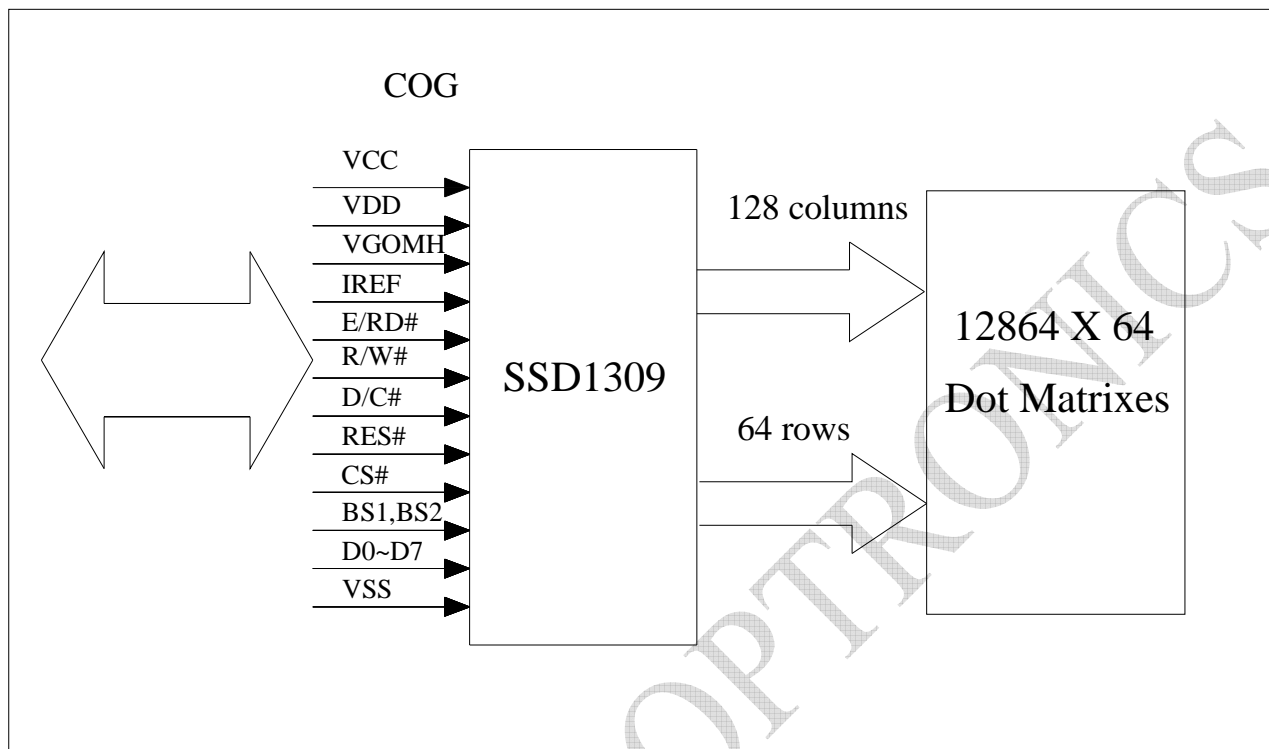 COG
VCC
VDD
VGOMH
IREF
E/RD#
R/W#
D/C#
RES#
CS#
BS1,BS2
D0~D7
VSS
SSD1309
128 columns
64 rows
12864 X 64
Dot Matrixes
OPTRONICS